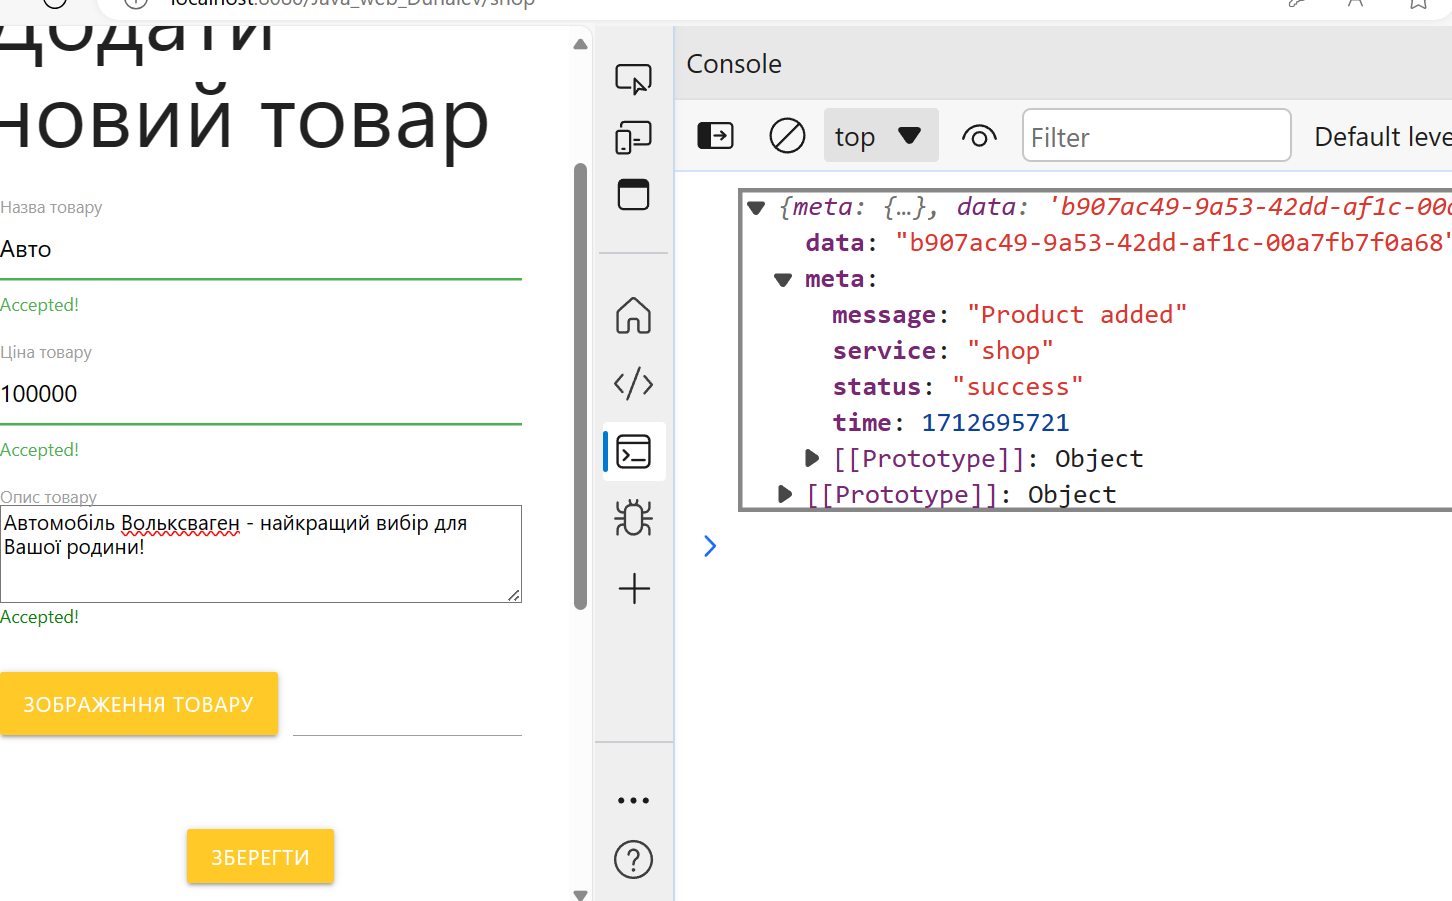 localhost:8080/Java_web_Dunaiev/shop
Додати
новий товар
Назва товару
Авто
Accepted!
Ціна товару
100000
Accepted!
Опис товару
Автомобіль Вольксваген - найкращий вибір для
Вашої родини!
Accepted!
ЗОБРАЖЕННЯ ТОВАРУ
ЗБЕРЕГТИ
Console
top
Filter
Default leve
{meta: {…}, data: 'b907ac49-9a53-42dd-af1c-00a
data: "b907ac49-9a53-42dd-af1c-00a7fb7f0a68"
meta:
message: "Product added"
service: "shop"
status: "success"
time: 1712695721
[[Prototype]]: Object
[[Prototype]]: Object